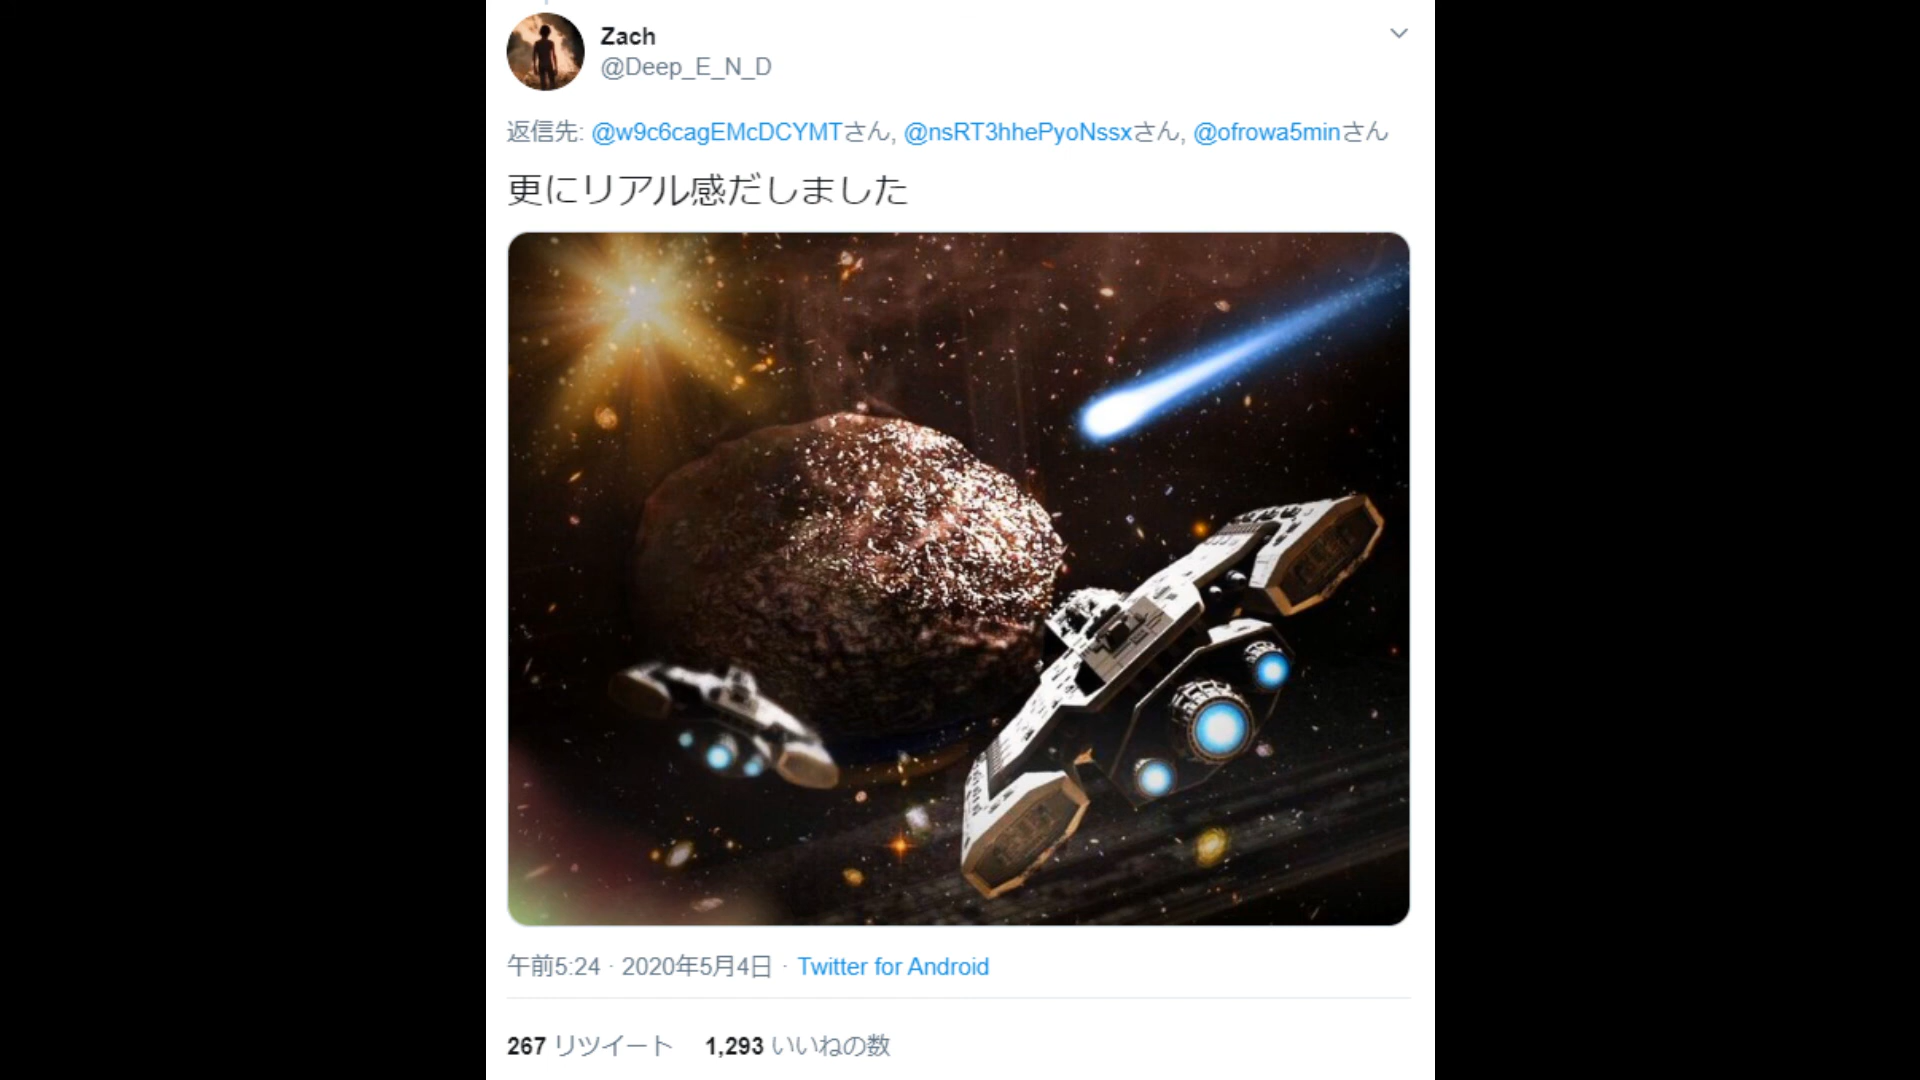 Zach
@Deep_E_N_D
返信先: @w9c6cagEMcDCYMTさん, @nsRT3hhePyoNssxさん, @ofrowa5minさん
更にリアル感だしました
午前5:24 · 2020年5月4日 · Twitter for Android
267 リツイート 1,293 いいねの数